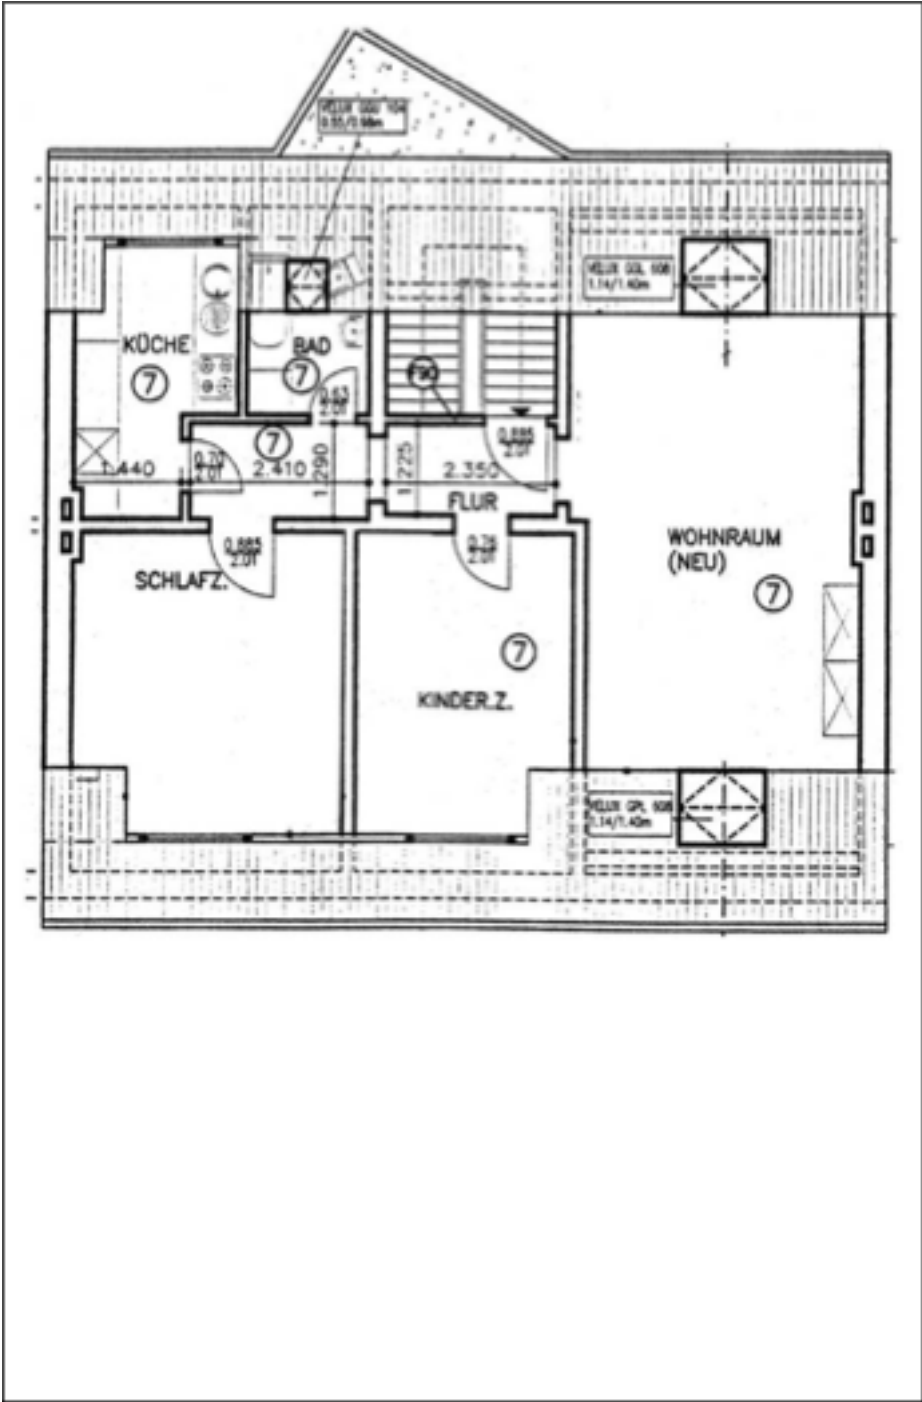 VELUX GGU 104
0.55/0.98m
VELUX GGL 608
1.14/1.40m
KÜCHE
7
BAD
7
F90
0.63
2.01
7
0.885
2.01
1.440
0.70
2.01
2.410
1.290
1.225
2.350
FLUR
0.885
2.01
0.76
2.01
WOHNRAUM
(NEU)
SCHLAFZ.
7
7
KINDER.Z.
VELUX GPL 608
1.14/1.40m